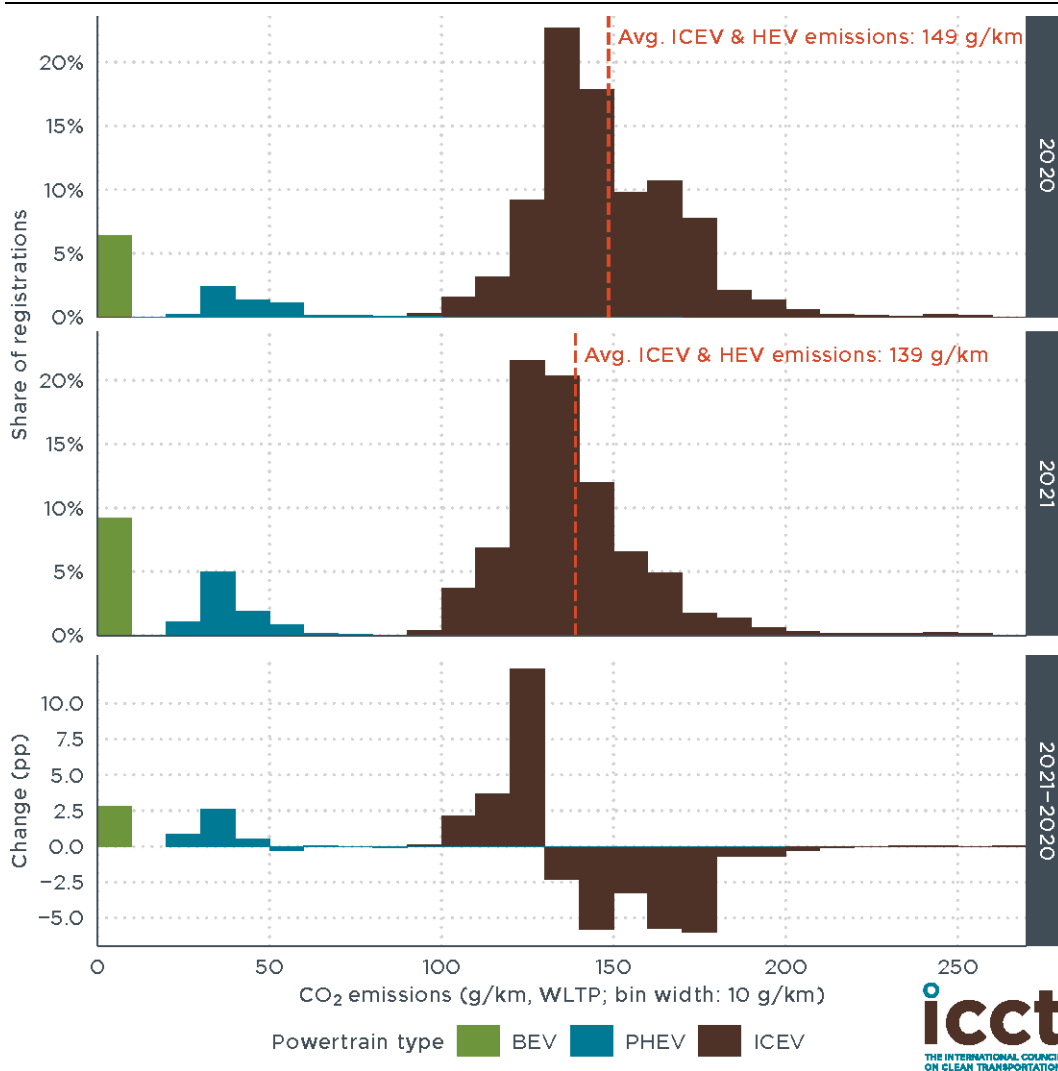 Share of registrations
20%
15%
10%
5%
0%
Avg. ICEV & HEV emissions: 149 g/km
2020
20%
15%
10%
5%
0%
Avg. ICEV & HEV emissions: 139 g/km
2021
Change (pp)
10.0
7.5
5.0
2.5
0.0
−2.5
−5.0
2021−2020
0 50 100 150 200 250
CO₂ emissions (g/km, WLTP; bin width: 10 g/km)
Powertrain type BEV PHEV ICEV
icct
THE INTERNATIONAL COUNCIL
ON CLEAN TRANSPORTATION